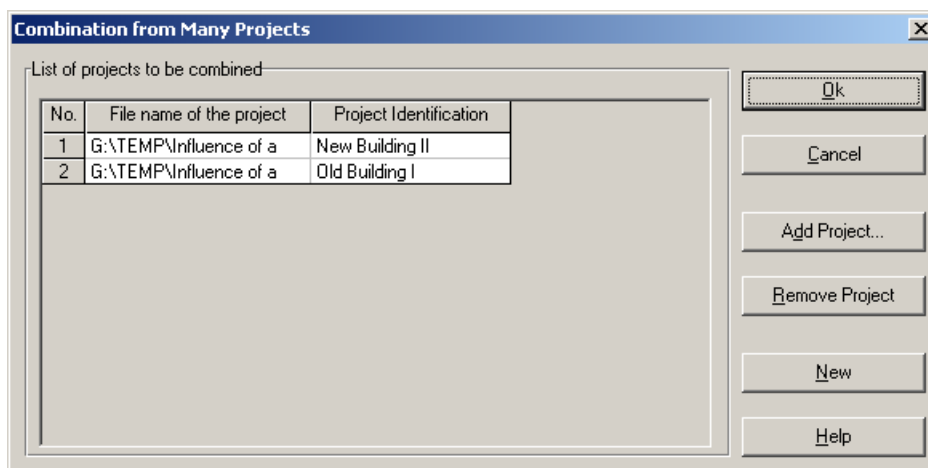 Combination from Many Projects
List of projects to be combined
No. File name of the project Project Identification
1 G:\TEMP\Influence of a New Building II
2 G:\TEMP\Influence of a Old Building I
Ok
Cancel
Add Project...
Remove Project
New
Help